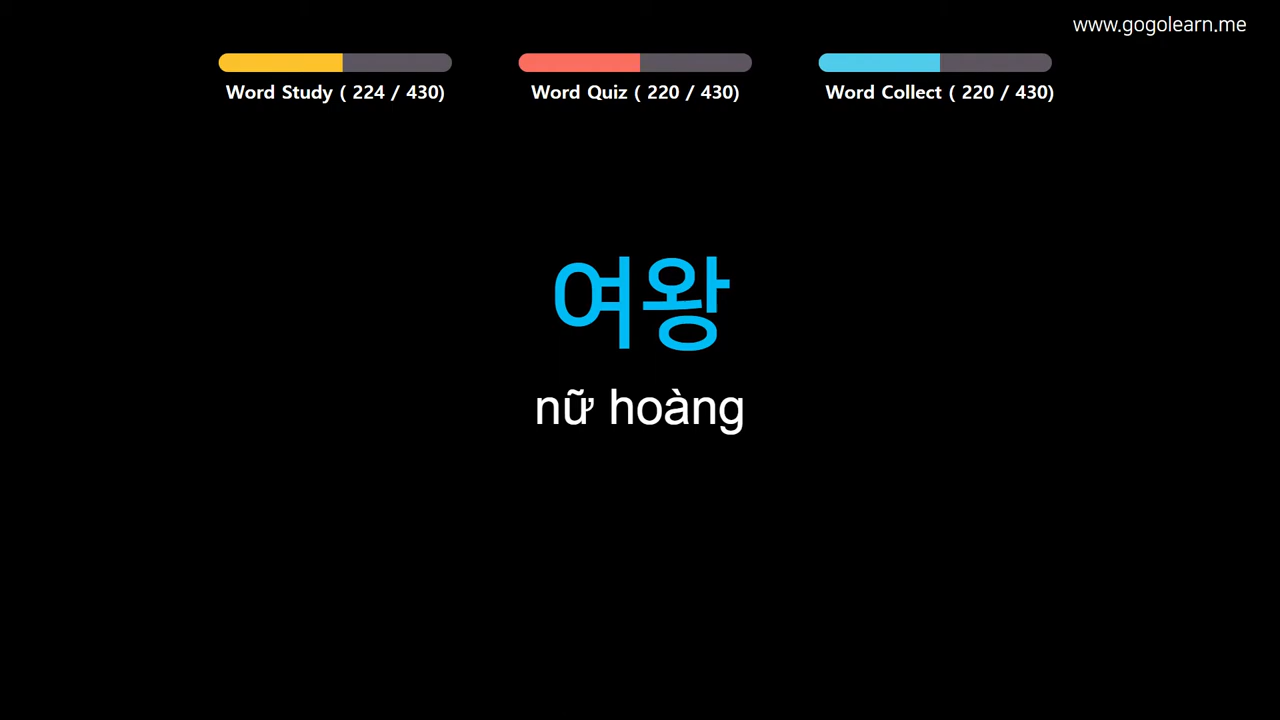 www.gogolearn.me
Word Study ( 224 / 430)
Word Quiz ( 220 / 430)
Word Collect ( 220 / 430)
여왕
nữ hoàng